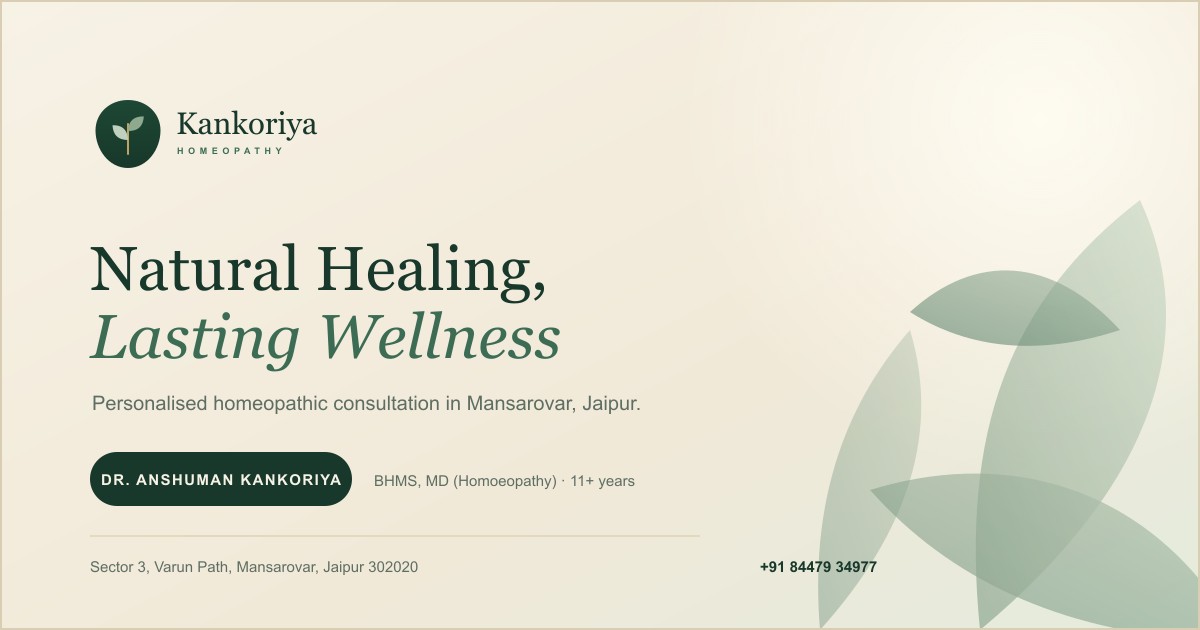 Kankoriya
HOMEOPATHY
Natural Healing,
Lasting Wellness
Personalised homeopathic consultation in Mansarovar, Jaipur.
DR. ANSHUMAN KANKORIYA
BHMS, MD (Homoeopathy) · 11+ years
Sector 3, Varun Path, Mansarovar, Jaipur 302020
+91 84479 34977